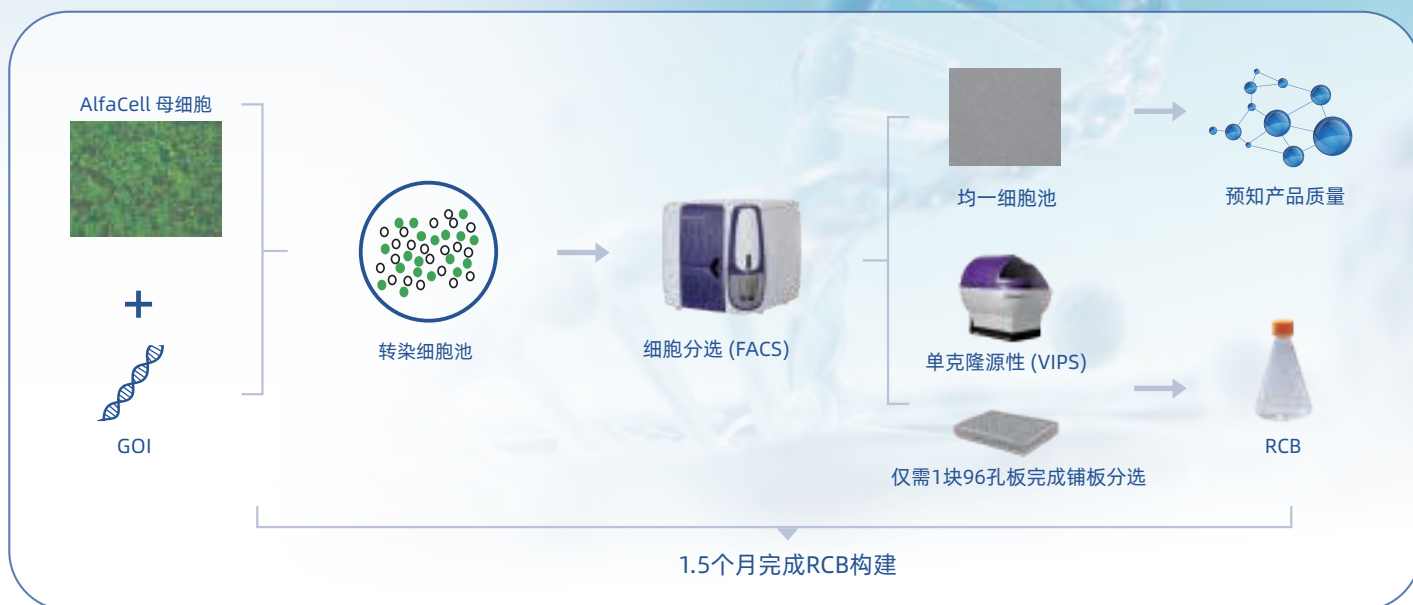 AlfaCell 母细胞
+
GOI
转染细胞池
细胞分选 (FACS)
均一细胞池
预知产品质量
单克隆源性 (VIPS)
仅需1块96孔板完成铺板分选
RCB
1.5个月完成RCB构建